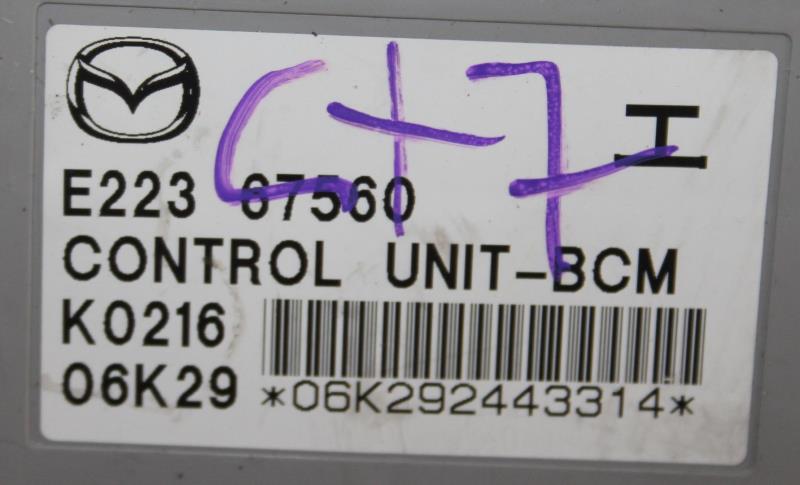 C+7
H
E223 67560
CONTROL UNIT-BCM
K0216
06K29
*06K292443314*